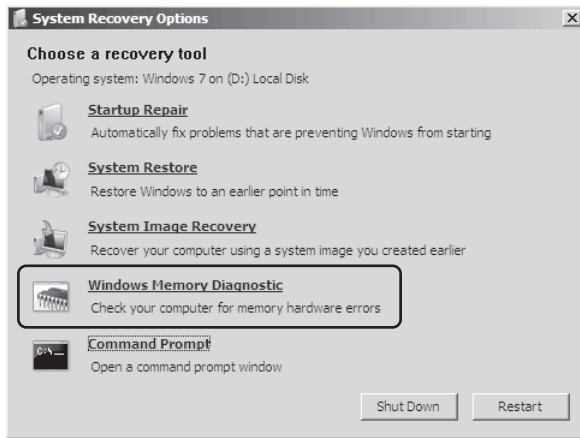 System Recovery Options
Choose a recovery tool
Operating system: Windows 7 on (D:) Local Disk
Startup Repair
Automatically fix problems that are preventing Windows from starting
System Restore
Restore Windows to an earlier point in time
System Image Recovery
Recover your computer using a system image you created earlier
Windows Memory Diagnostic
Check your computer for memory hardware errors
C:\_
Command Prompt
Open a command prompt window
Shut Down
Restart